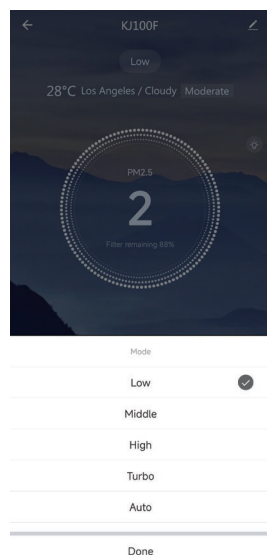 KJ100F
Low
28°C Los Angeles / Cloudy Moderate
PM2.5
2
Filter remaining 88%
Mode
Low
Middle
High
Turbo
Auto
Done